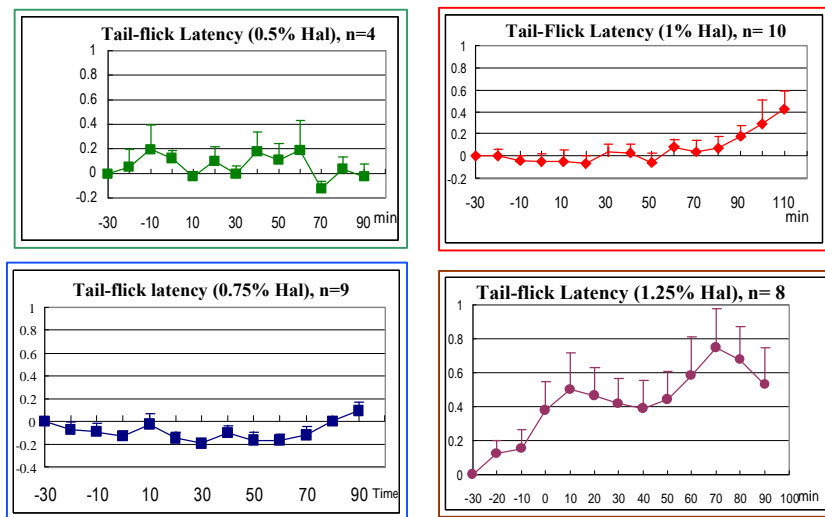 Tail-flick Latency (0.5% Hal), n=4
1
0.8
0.6
0.4
0.2
0
-0.2
-30 -10 10 30 50 70 90 min
Tail-Flick Latency (1% Hal), n= 10
1
0.8
0.6
0.4
0.2
0
-0.2
-30 -10 10 30 50 70 90 110
min
Tail-flick latency (0.75% Hal), n=9
1
0.8
0.6
0.4
0.2
0
-0.2
-0.4
-30 -10 10 30 50 70 90 Time
Tail-flick Latency (1.25% Hal), n= 8
1
0.8
0.6
0.4
0.2
0
-30 -20 -10 0 10 20 30 40 50 60 70 80 90 100
min